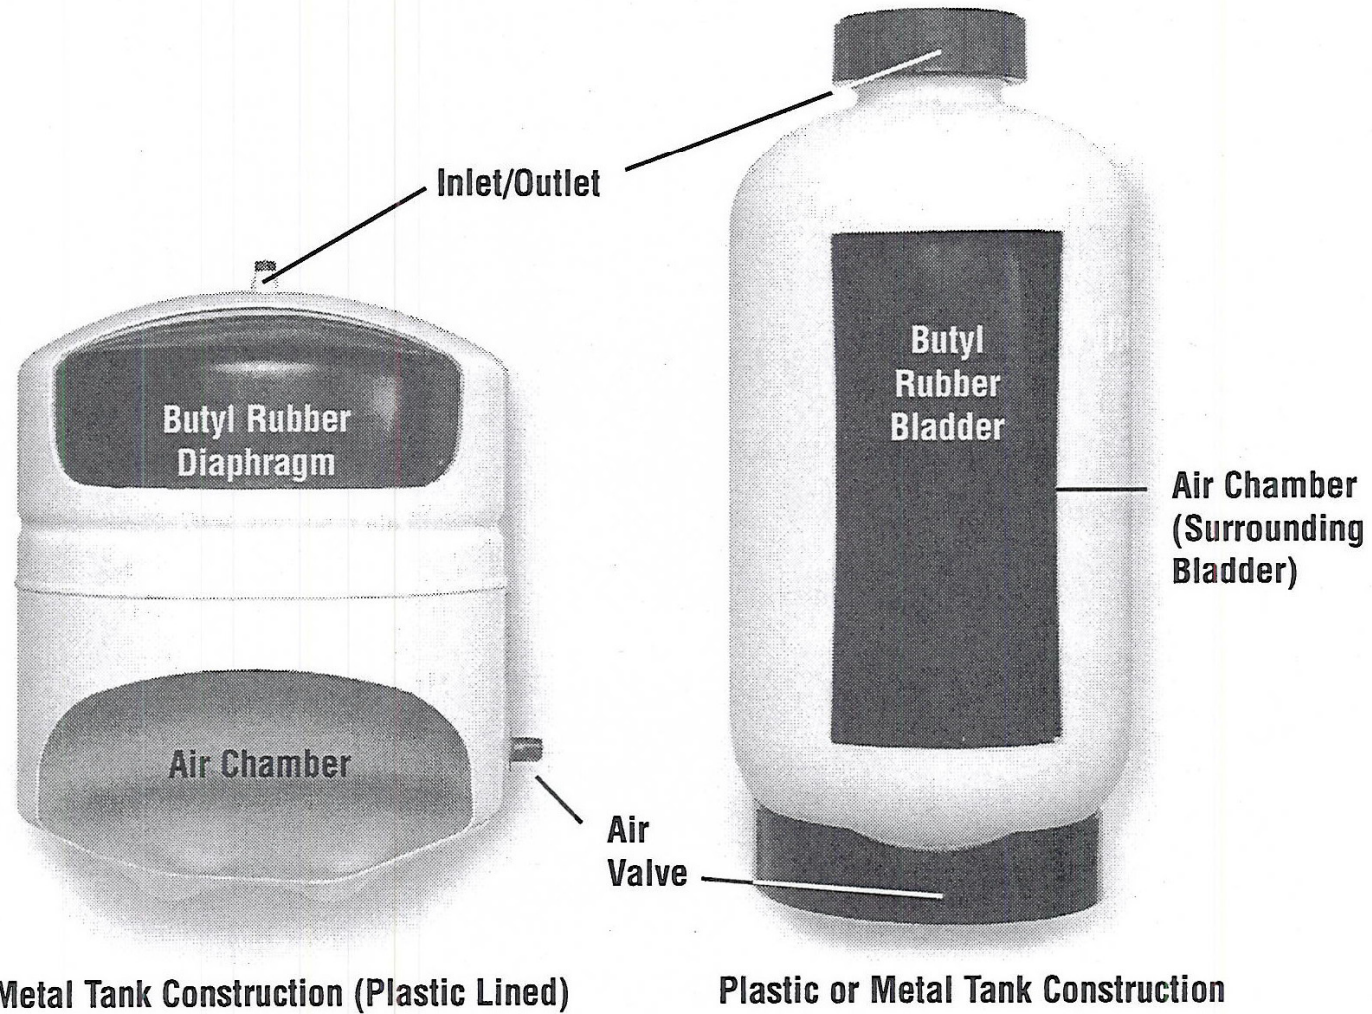 Inlet/Outlet
Butyl Rubber
Diaphragm
Butyl
Rubber
Bladder
Air Chamber
(Surrounding
Bladder)
Air Chamber
Air
Valve
Metal Tank Construction (Plastic Lined)
Plastic or Metal Tank Construction